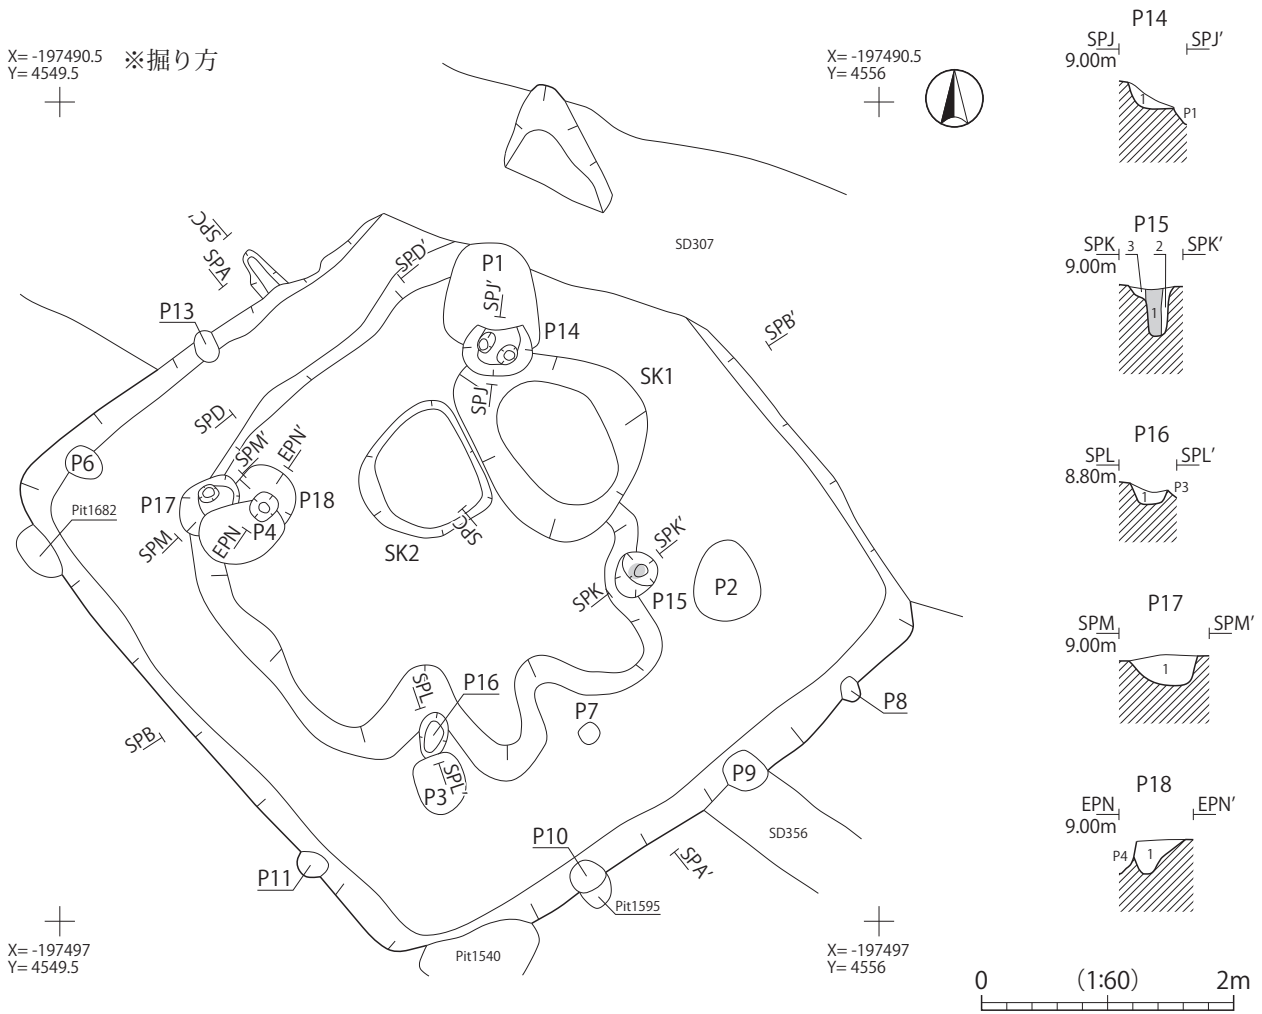 X= -197490.5
Y= 4549.5
※掘り方
X= -197490.5
Y= 4556
SPC'
SPA
SPD'
SD307
P1
SPJ'
P13
P14
SPB'
SK1
SPJ
SPD
SPM'
EPN'
P6
P17
P18
Pit1682
P4
EPN
SPM
SK2
SPC
SPK'
P2
SPK
P15
SPL
P16
P7
P8
SPB
SPL'
P3
P9
P10
SD356
SPA'
P11
Pit1595
Pit1540
X= -197497
Y= 4549.5
X= -197497
Y= 4556
P14
SPJ SPJ'
9.00m
1
P1
P15
SPK 3 2 SPK'
9.00m
1
P16
SPL SPL'
8.80m
1
P3
P17
SPM SPM'
9.00m
1
P18
EPN EPN'
9.00m
P4
1
0 (1:60) 2m